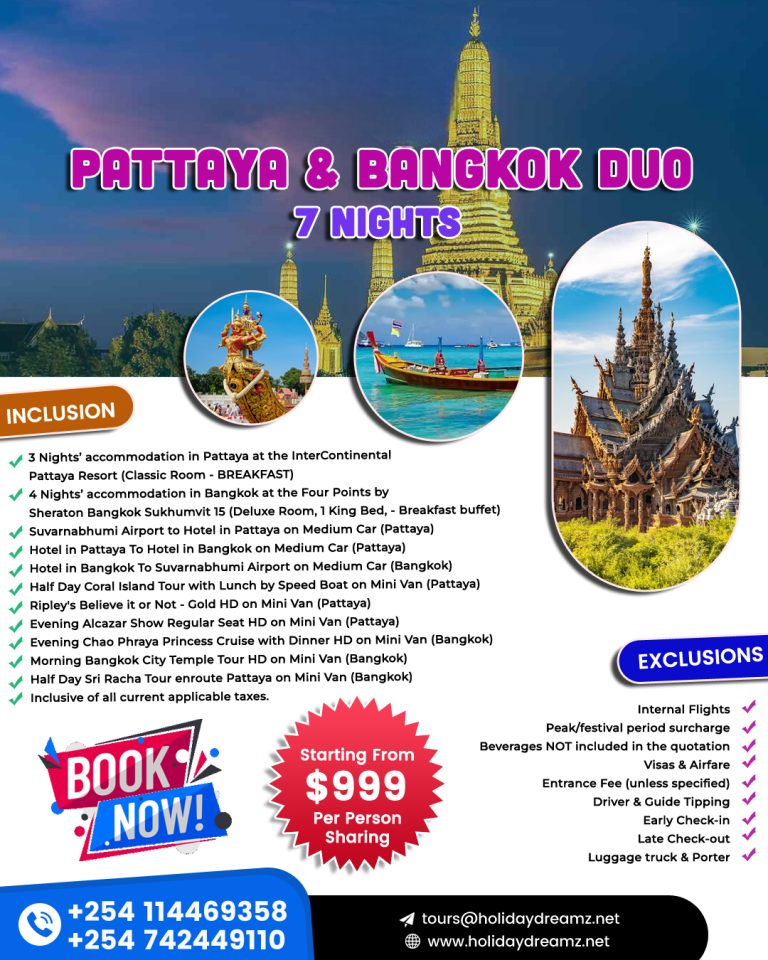 PATTAYA & BANGKOK DUO
7 NIGHTS
INCLUSION
3 Nights’ accommodation in Pattaya at the InterContinental
Pattaya Resort (Classic Room - BREAKFAST)
4 Nights’ accommodation in Bangkok at the Four Points by
Sheraton Bangkok Sukhumvit 15 (Deluxe Room, 1 King Bed, - Breakfast buffet)
Suvarnabhumi Airport to Hotel in Pattaya on Medium Car (Pattaya)
Hotel in Pattaya To Hotel in Bangkok on Medium Car (Pattaya)
Hotel in Bangkok To Suvarnabhumi Airport on Medium Car (Bangkok)
Half Day Coral Island Tour with Lunch by Speed Boat on Mini Van (Pattaya)
Ripley's Believe it or Not - Gold HD on Mini Van (Pattaya)
Evening Alcazar Show Regular Seat HD on Mini Van (Pattaya)
Evening Chao Phraya Princess Cruise with Dinner HD on Mini Van (Bangkok)
Morning Bangkok City Temple Tour HD on Mini Van (Bangkok)
Half Day Sri Racha Tour enroute Pattaya on Mini Van (Bangkok)
Inclusive of all current applicable taxes.
EXCLUSIONS
Internal Flights
Peak/festival period surcharge
Beverages NOT included in the quotation
Visas & Airfare
Entrance Fee (unless specified)
Driver & Guide Tipping
Early Check-in
Late Check-out
Luggage truck & Porter
BOOK
NOW!
Starting From
$999
Per Person
Sharing
+254 114469358
+254 742449110
tours@holidaydreamz.net
www.holidaydreamz.net